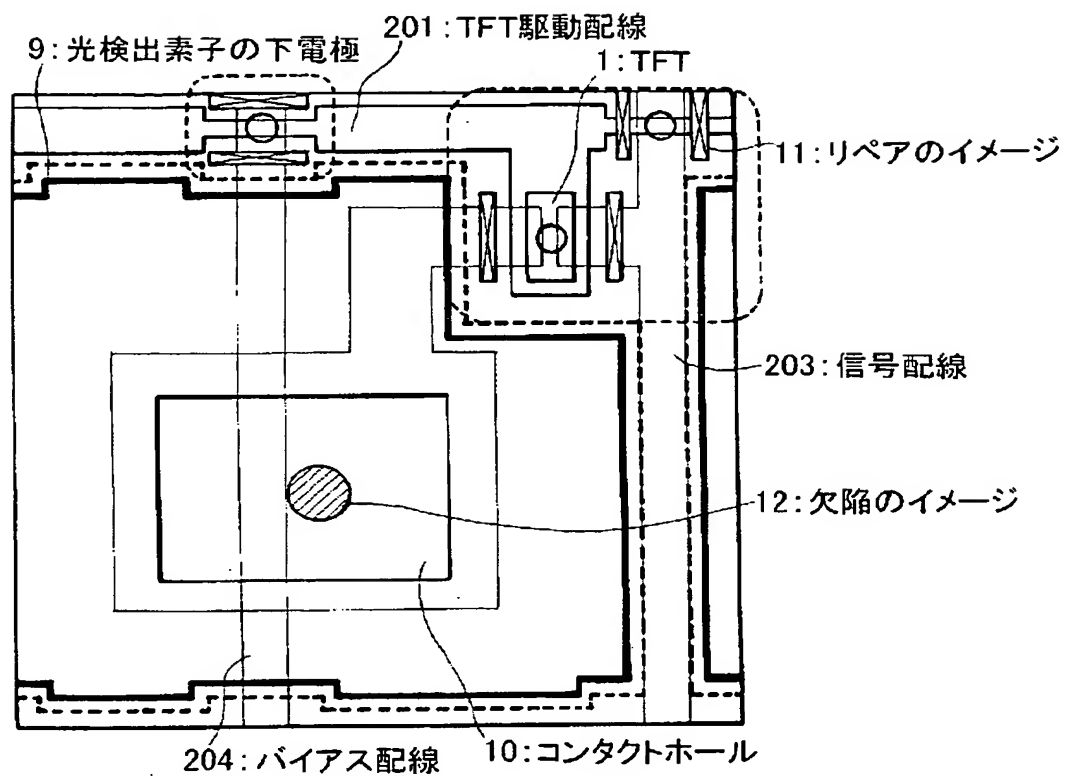 201:TFT駆動配線
9:光検出素子の下電極
1:TFT
11:リペアのイメージ
203:信号配線
12:欠陥のイメージ
204:バイアス配線
10:コンタクトホール